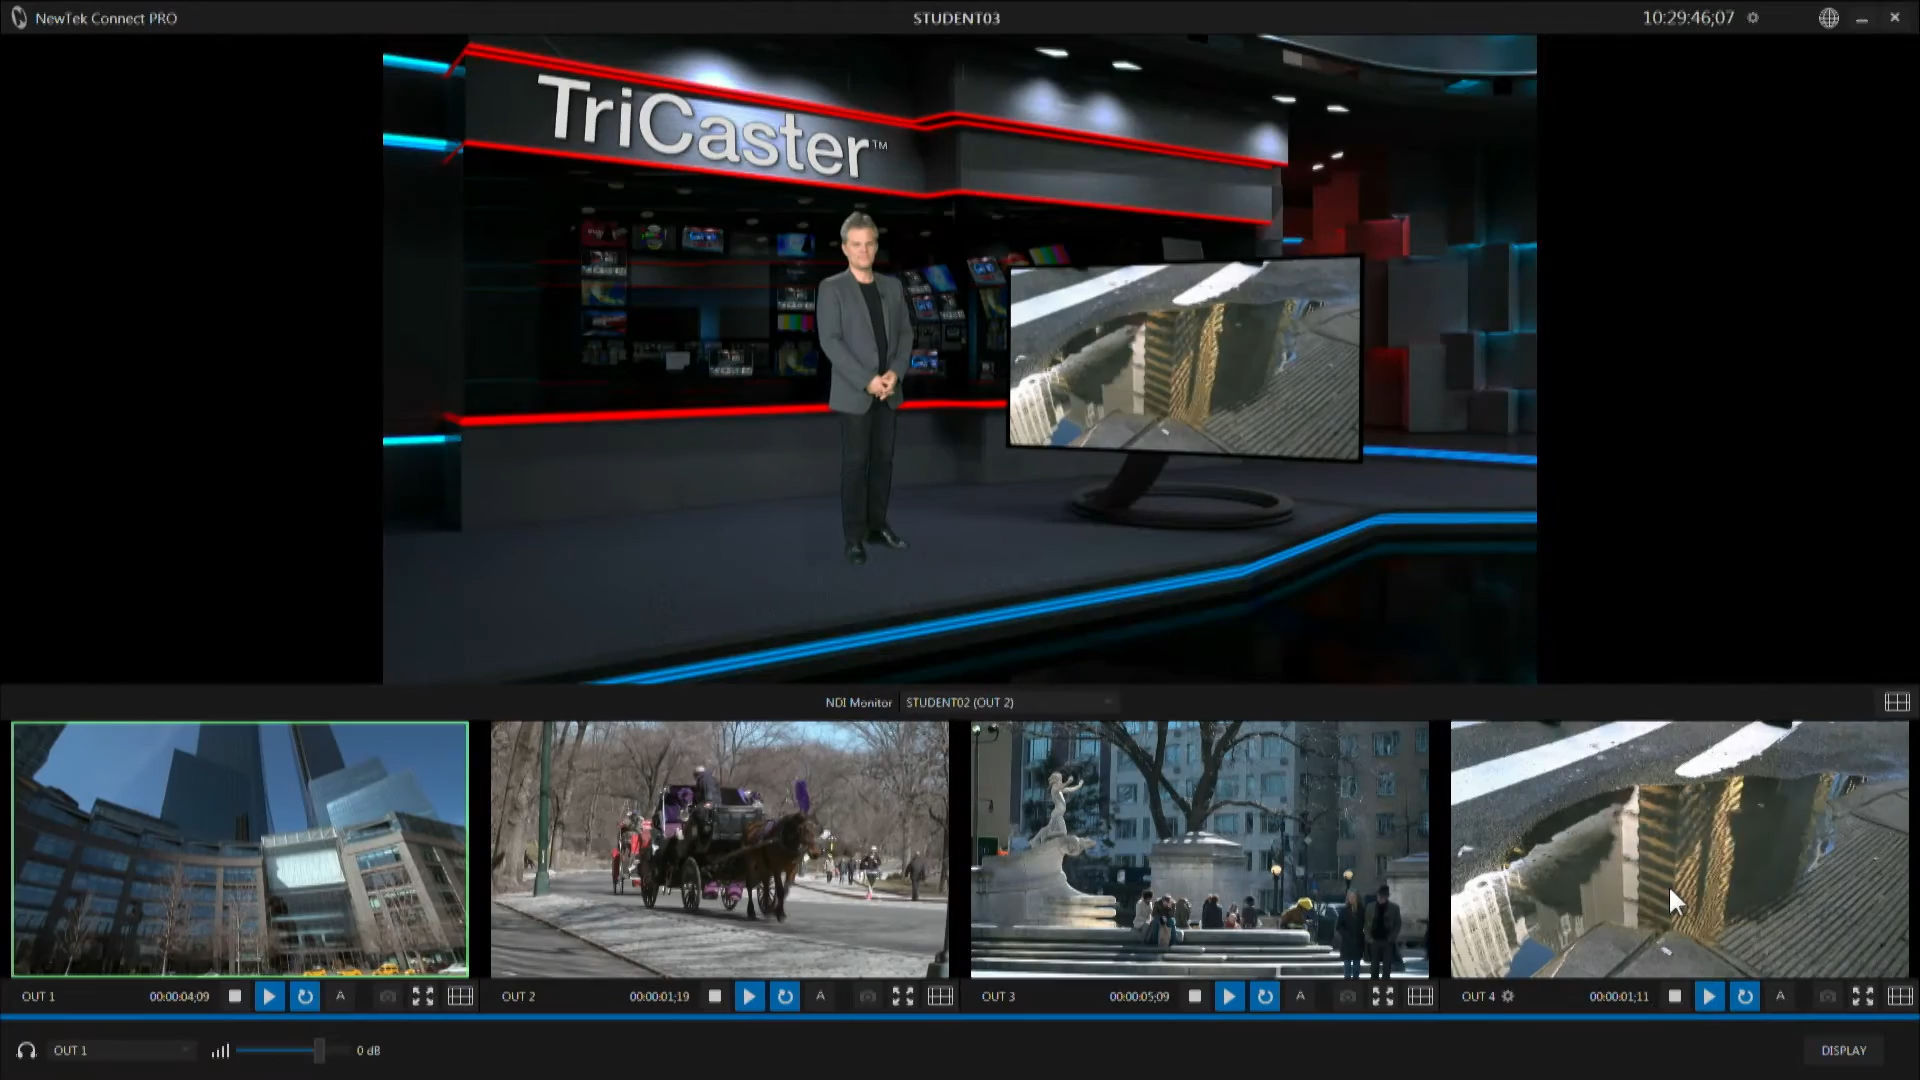 NewTek Connect PRO
STUDENT03
10:29:46;07
TriCaster™
NDI Monitor STUDENT02 (OUT 2)
OUT 1 00:00:04;09 A
OUT 2 00:00:01;19 A
OUT 3 00:00:05;09 A
OUT 4 00:00:01;11 A
OUT 1 0 dB
DISPLAY